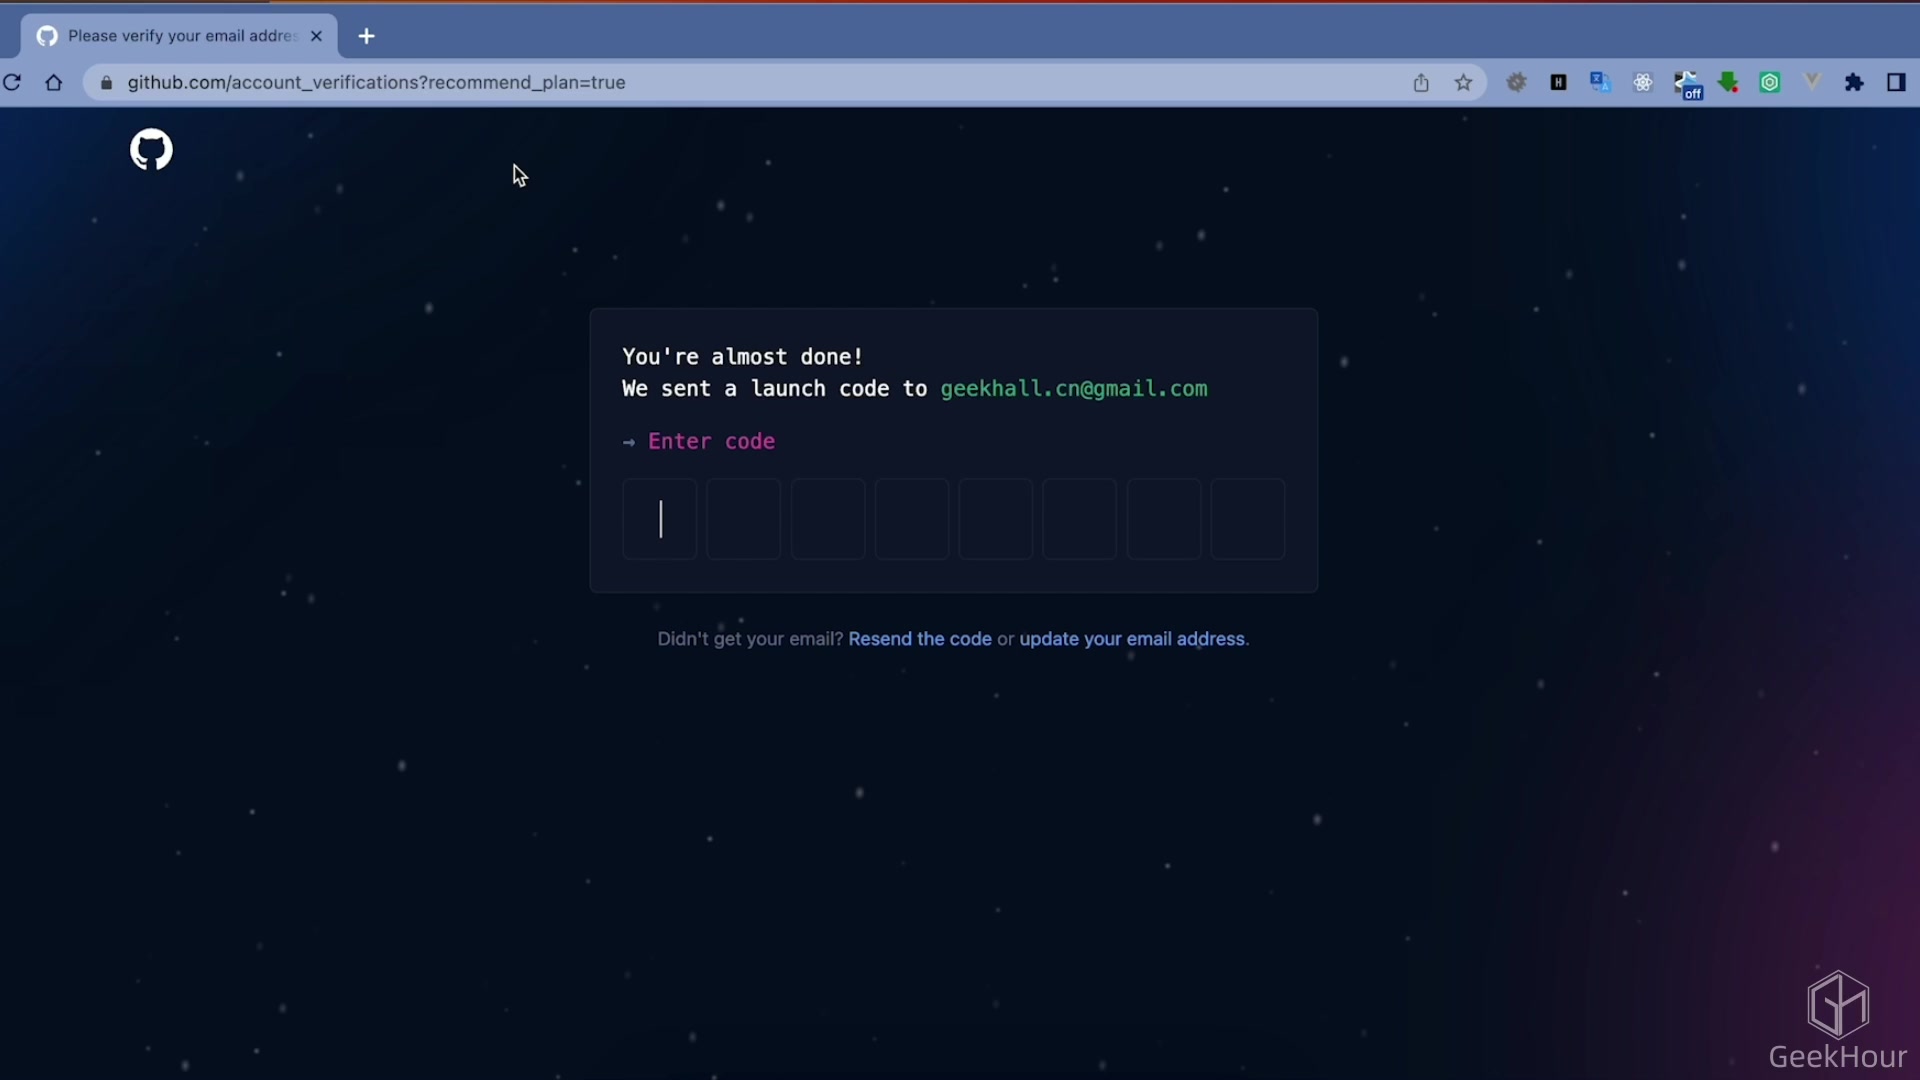 Please verify your email addres
github.com/account_verifications?recommend_plan=true
off
You're almost done!
We sent a launch code to geekhall.cn@gmail.com
→ Enter code
Didn't get your email? Resend the code or update your email address.
GeekHour